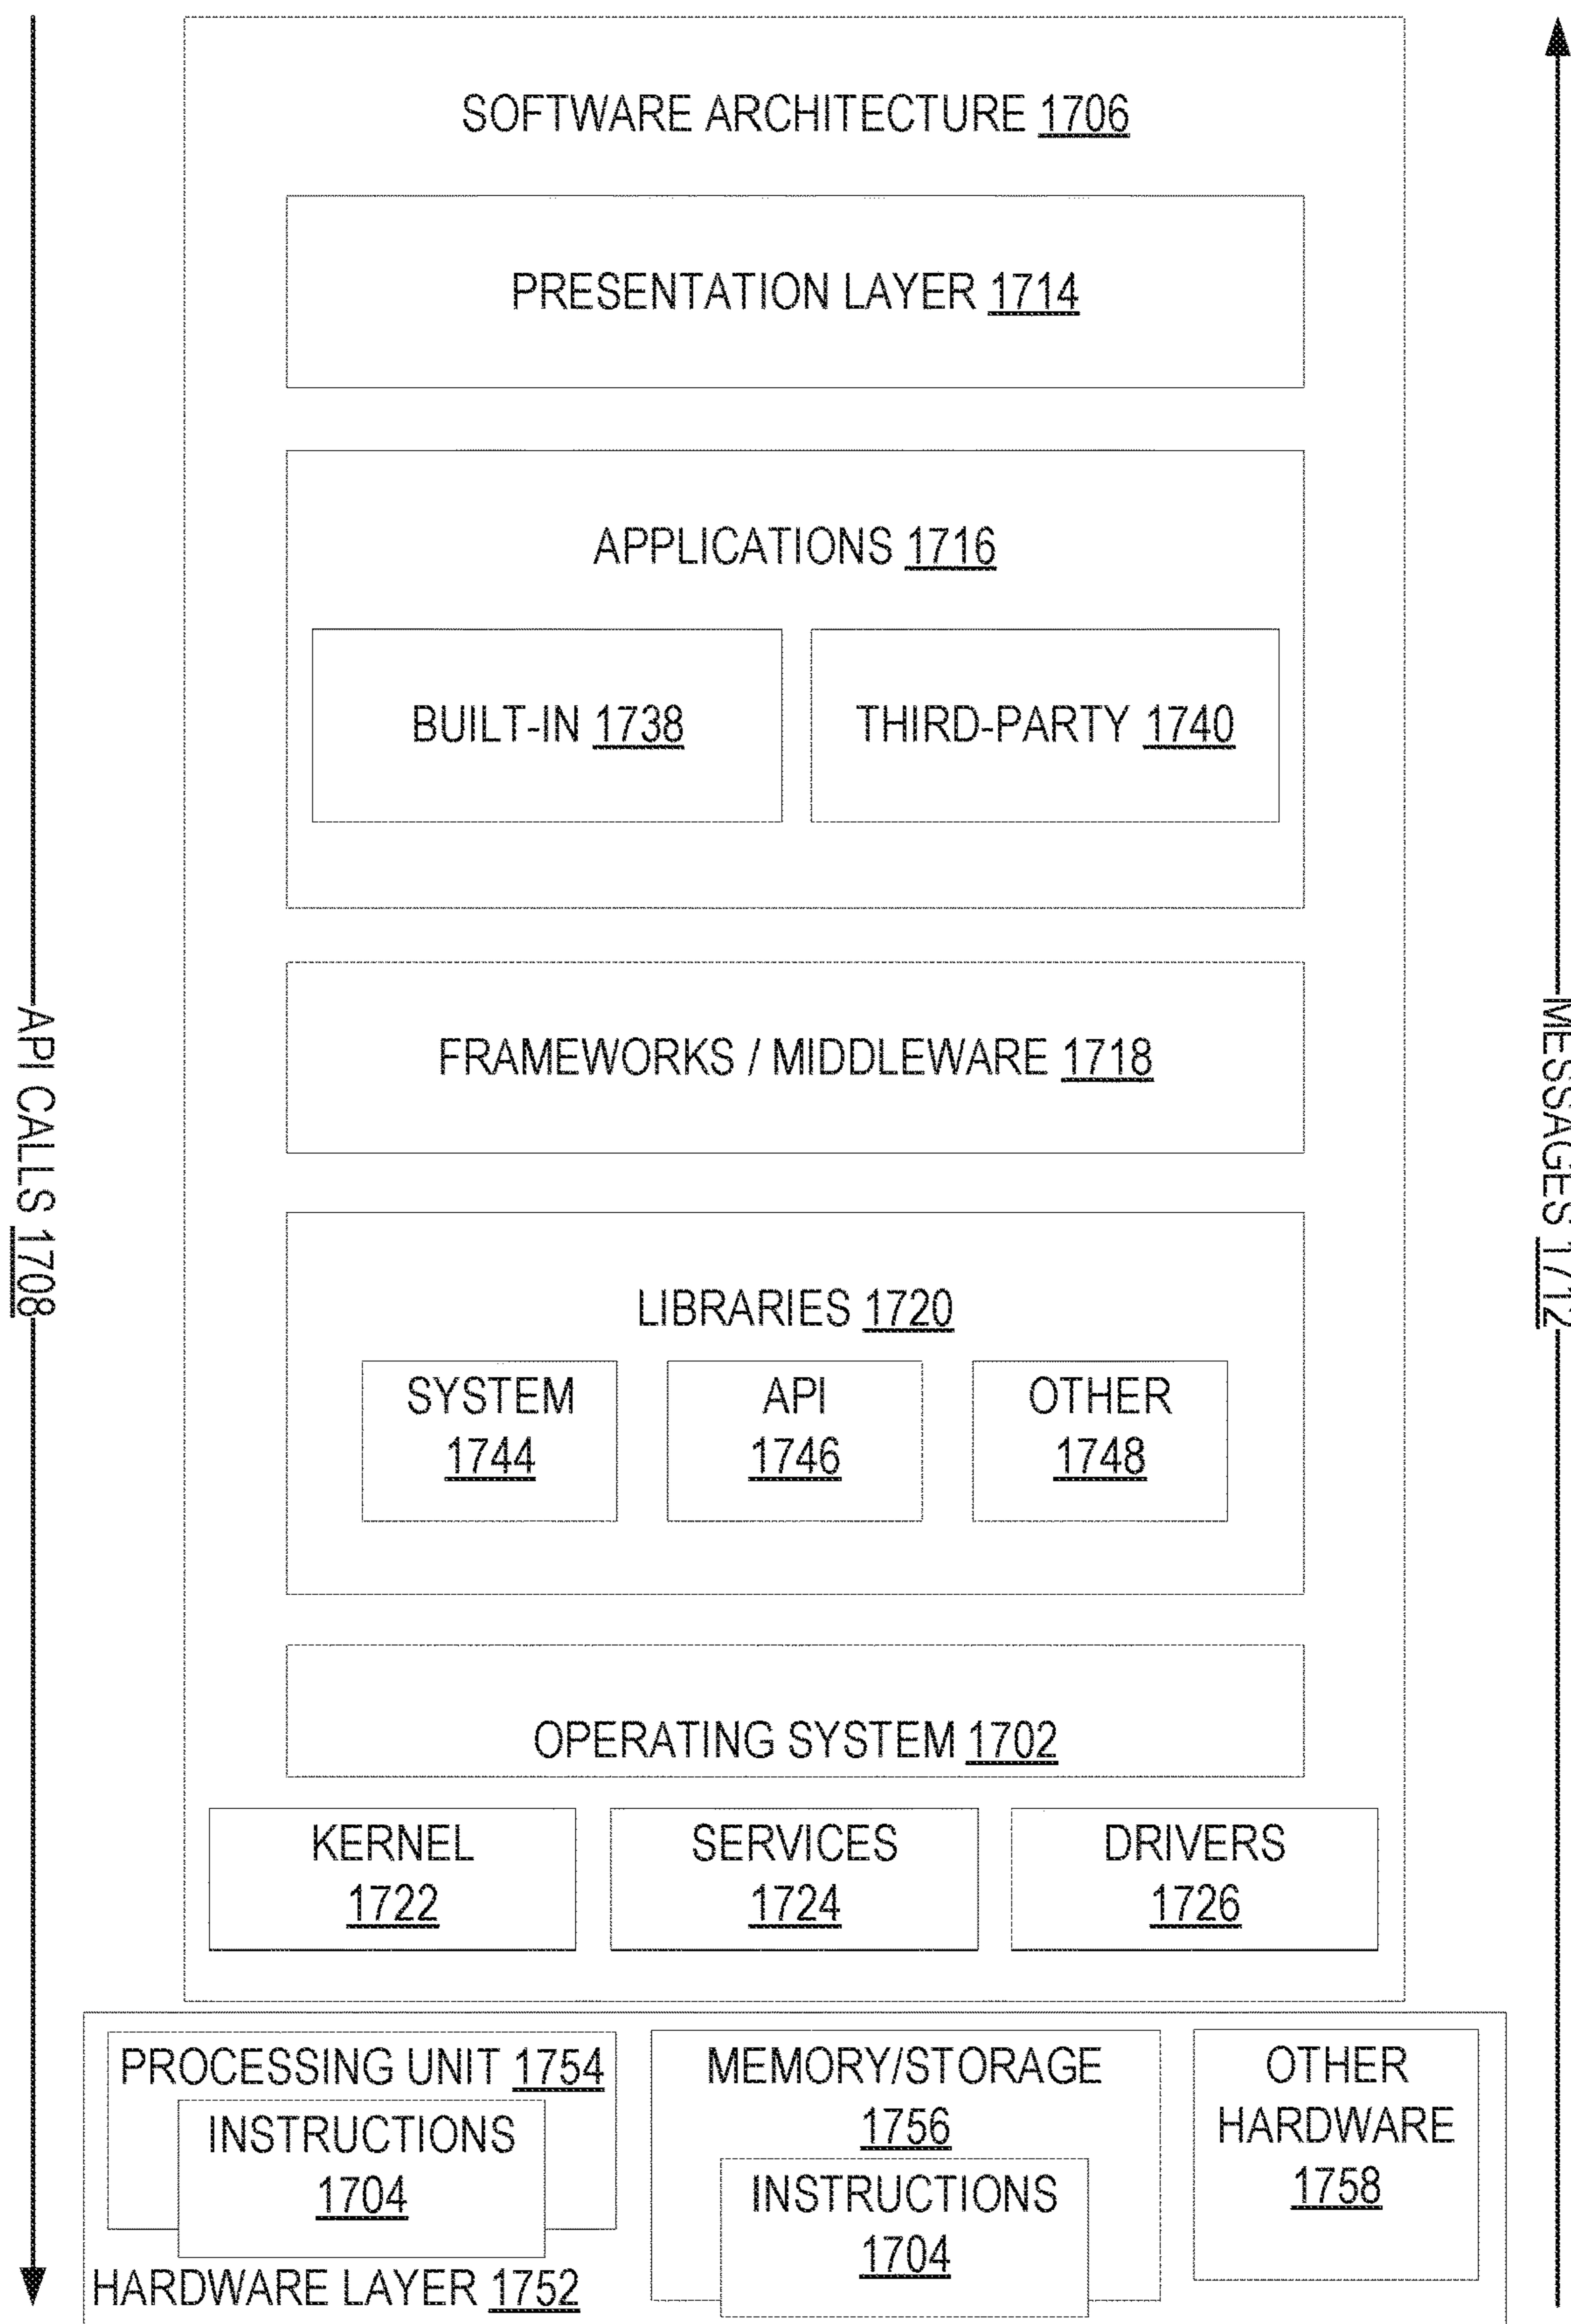 SOFTWARE ARCHITECTURE 1706
PRESENTATION LAYER 1714
APPLICATIONS 1716
BUILT-IN 1738
THIRD-PARTY 1740
FRAMEWORKS / MIDDLEWARE 1718
API CALLS 1708
MESSAGES 1712
LIBRARIES 1720
SYSTEM
1744
API
1746
OTHER
1748
OPERATING SYSTEM 1702
KERNEL
1722
SERVICES
1724
DRIVERS
1726
PROCESSING UNIT 1754
INSTRUCTIONS
1704
MEMORY/STORAGE
1756
INSTRUCTIONS
1704
OTHER
HARDWARE
1758
HARDWARE LAYER 1752